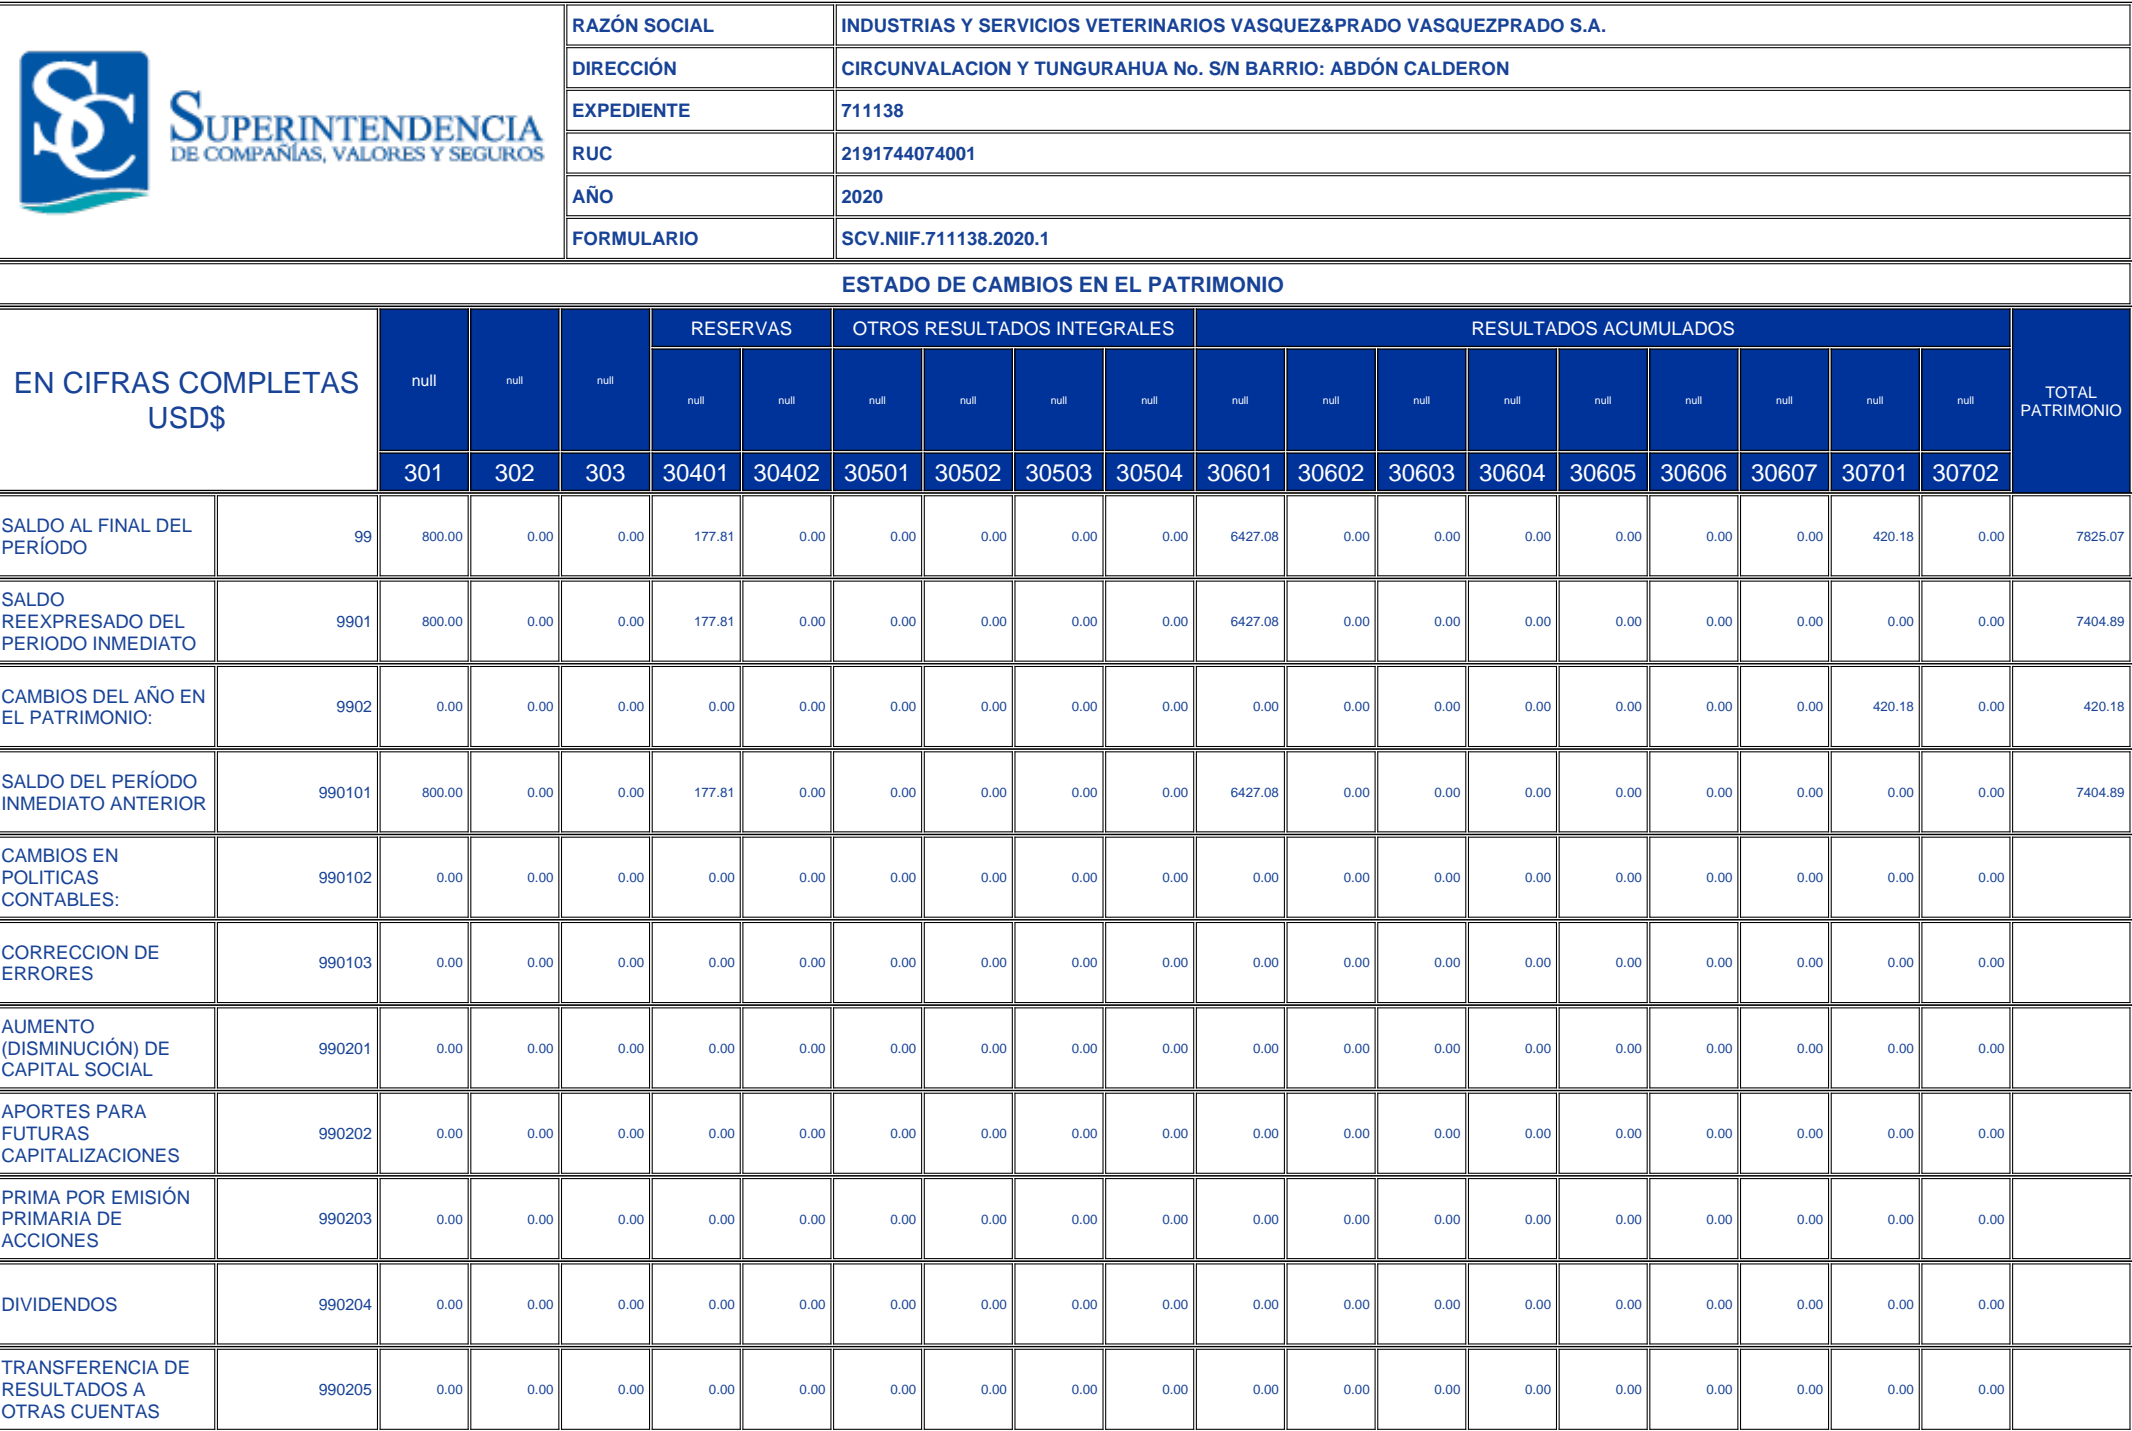 SC
SUPERINTENDENCIA
DE COMPAÑÍAS, VALORES Y SEGUROS
RAZÓN SOCIAL INDUSTRIAS Y SERVICIOS VETERINARIOS VASQUEZ&PRADO VASQUEZPRADO S.A.
DIRECCIÓN CIRCUNVALACION Y TUNGURAHUA No. S/N BARRIO: ABDÓN CALDERON
EXPEDIENTE 711138
RUC 2191744074001
AÑO 2020
FORMULARIO SCV.NIIF.711138.2020.1
ESTADO DE CAMBIOS EN EL PATRIMONIO
EN CIFRAS COMPLETAS
USD$
RESERVAS OTROS RESULTADOS INTEGRALES RESULTADOS ACUMULADOS
null null null null null null null null null null null null null null null null null null
TOTAL
PATRIMONIO
301 302 303 30401 30402 30501 30502 30503 30504 30601 30602 30603 30604 30605 30606 30607 30701 30702
SALDO AL FINAL DEL
PERÍODO
99 800.00 0.00 0.00 177.81 0.00 0.00 0.00 0.00 0.00 6427.08 0.00 0.00 0.00 0.00 0.00 0.00 420.18 0.00 7825.07
SALDO
REEXPRESADO DEL
PERIODO INMEDIATO
9901 800.00 0.00 0.00 177.81 0.00 0.00 0.00 0.00 0.00 6427.08 0.00 0.00 0.00 0.00 0.00 0.00 0.00 0.00 7404.89
CAMBIOS DEL AÑO EN
EL PATRIMONIO:
9902 0.00 0.00 0.00 0.00 0.00 0.00 0.00 0.00 0.00 0.00 0.00 0.00 0.00 0.00 0.00 0.00 420.18 0.00 420.18
SALDO DEL PERÍODO
INMEDIATO ANTERIOR
990101 800.00 0.00 0.00 177.81 0.00 0.00 0.00 0.00 0.00 6427.08 0.00 0.00 0.00 0.00 0.00 0.00 0.00 0.00 7404.89
CAMBIOS EN
POLITICAS
CONTABLES:
990102 0.00 0.00 0.00 0.00 0.00 0.00 0.00 0.00 0.00 0.00 0.00 0.00 0.00 0.00 0.00 0.00 0.00 0.00
CORRECCION DE
ERRORES
990103 0.00 0.00 0.00 0.00 0.00 0.00 0.00 0.00 0.00 0.00 0.00 0.00 0.00 0.00 0.00 0.00 0.00 0.00
AUMENTO
(DISMINUCIÓN) DE
CAPITAL SOCIAL
990201 0.00 0.00 0.00 0.00 0.00 0.00 0.00 0.00 0.00 0.00 0.00 0.00 0.00 0.00 0.00 0.00 0.00 0.00
APORTES PARA
FUTURAS
CAPITALIZACIONES
990202 0.00 0.00 0.00 0.00 0.00 0.00 0.00 0.00 0.00 0.00 0.00 0.00 0.00 0.00 0.00 0.00 0.00 0.00
PRIMA POR EMISIÓN
PRIMARIA DE
ACCIONES
990203 0.00 0.00 0.00 0.00 0.00 0.00 0.00 0.00 0.00 0.00 0.00 0.00 0.00 0.00 0.00 0.00 0.00 0.00
DIVIDENDOS
990204 0.00 0.00 0.00 0.00 0.00 0.00 0.00 0.00 0.00 0.00 0.00 0.00 0.00 0.00 0.00 0.00 0.00 0.00
TRANSFERENCIA DE
RESULTADOS A
OTRAS CUENTAS
990205 0.00 0.00 0.00 0.00 0.00 0.00 0.00 0.00 0.00 0.00 0.00 0.00 0.00 0.00 0.00 0.00 0.00 0.00